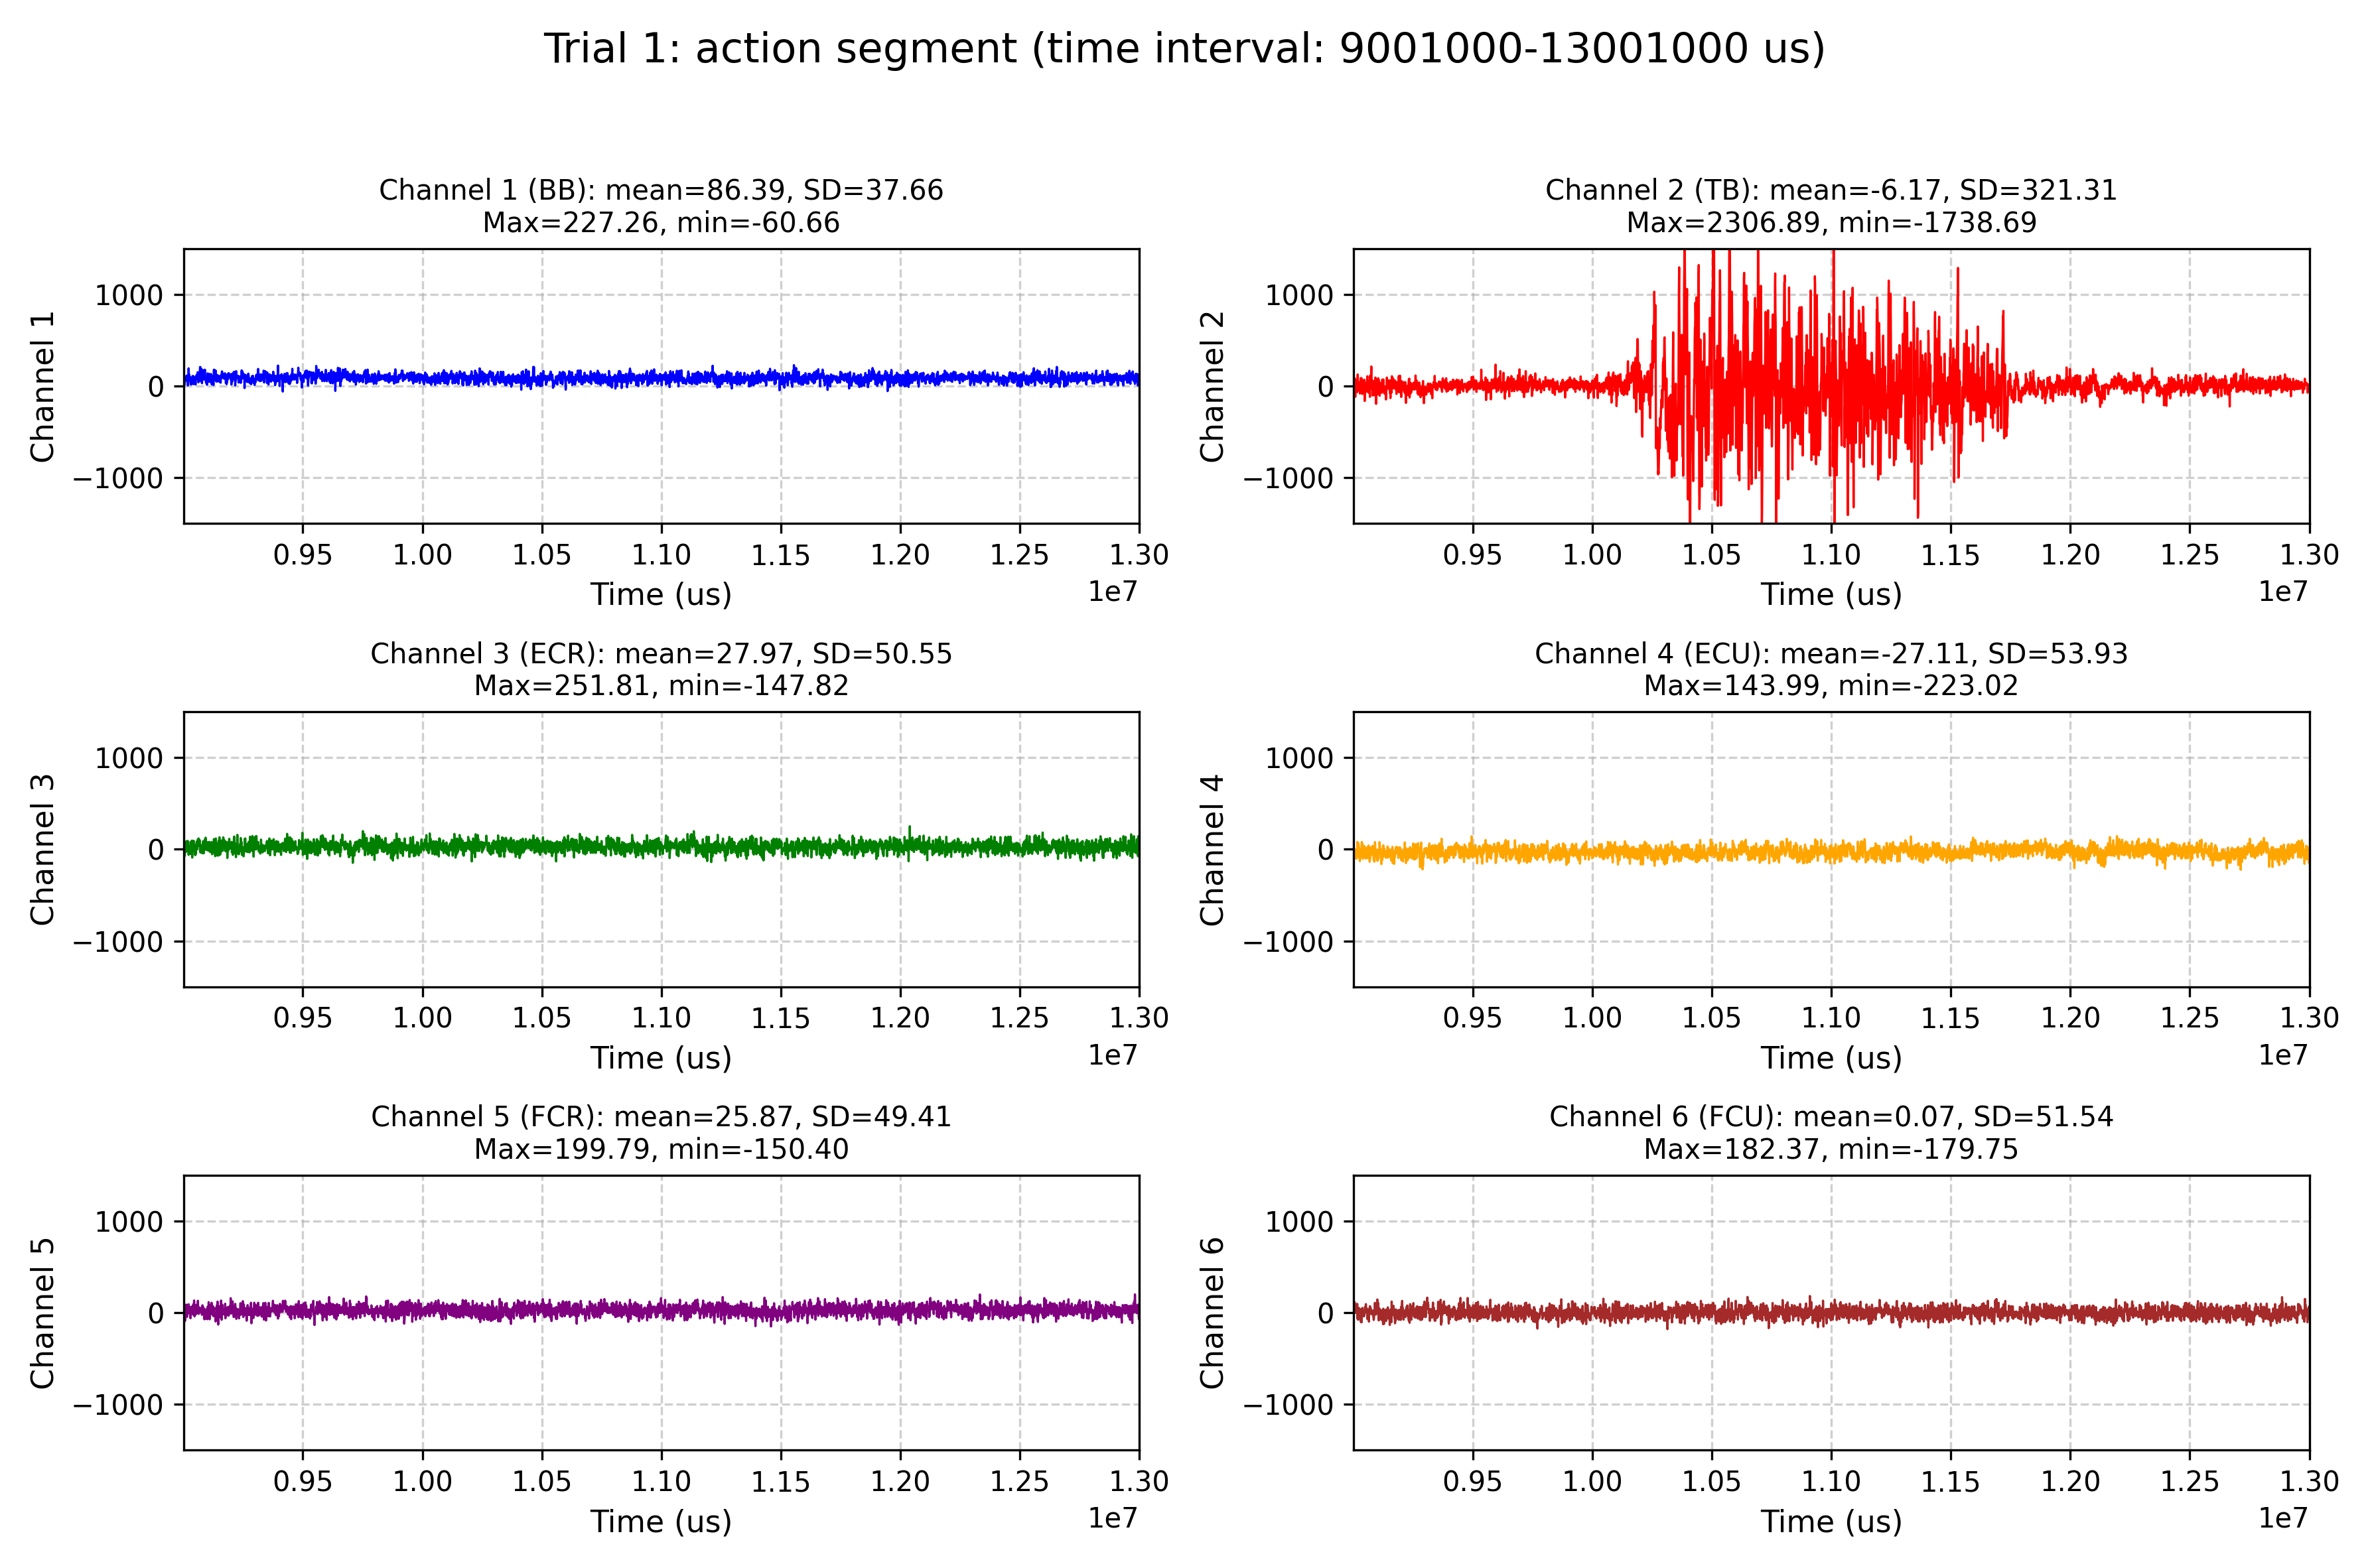 Trial 1: action segment (time interval: 9001000-13001000 us)
Channel 1 (BB): mean=86.39, SD=37.66
Max=227.26, min=-60.66
Channel 1
1000
0
−1000
0.95 1.00 1.05 1.10 1.15 1.20 1.25 1.30
Time (us)
1e7
Channel 2 (TB): mean=-6.17, SD=321.31
Max=2306.89, min=-1738.69
Channel 2
1000
0
−1000
0.95 1.00 1.05 1.10 1.15 1.20 1.25 1.30
Time (us)
1e7
Channel 3 (ECR): mean=27.97, SD=50.55
Max=251.81, min=-147.82
Channel 3
1000
0
−1000
0.95 1.00 1.05 1.10 1.15 1.20 1.25 1.30
Time (us)
1e7
Channel 4 (ECU): mean=-27.11, SD=53.93
Max=143.99, min=-223.02
Channel 4
1000
0
−1000
0.95 1.00 1.05 1.10 1.15 1.20 1.25 1.30
Time (us)
1e7
Channel 5 (FCR): mean=25.87, SD=49.41
Max=199.79, min=-150.40
Channel 5
1000
0
−1000
0.95 1.00 1.05 1.10 1.15 1.20 1.25 1.30
Time (us)
1e7
Channel 6 (FCU): mean=0.07, SD=51.54
Max=182.37, min=-179.75
Channel 6
1000
0
−1000
0.95 1.00 1.05 1.10 1.15 1.20 1.25 1.30
Time (us)
1e7